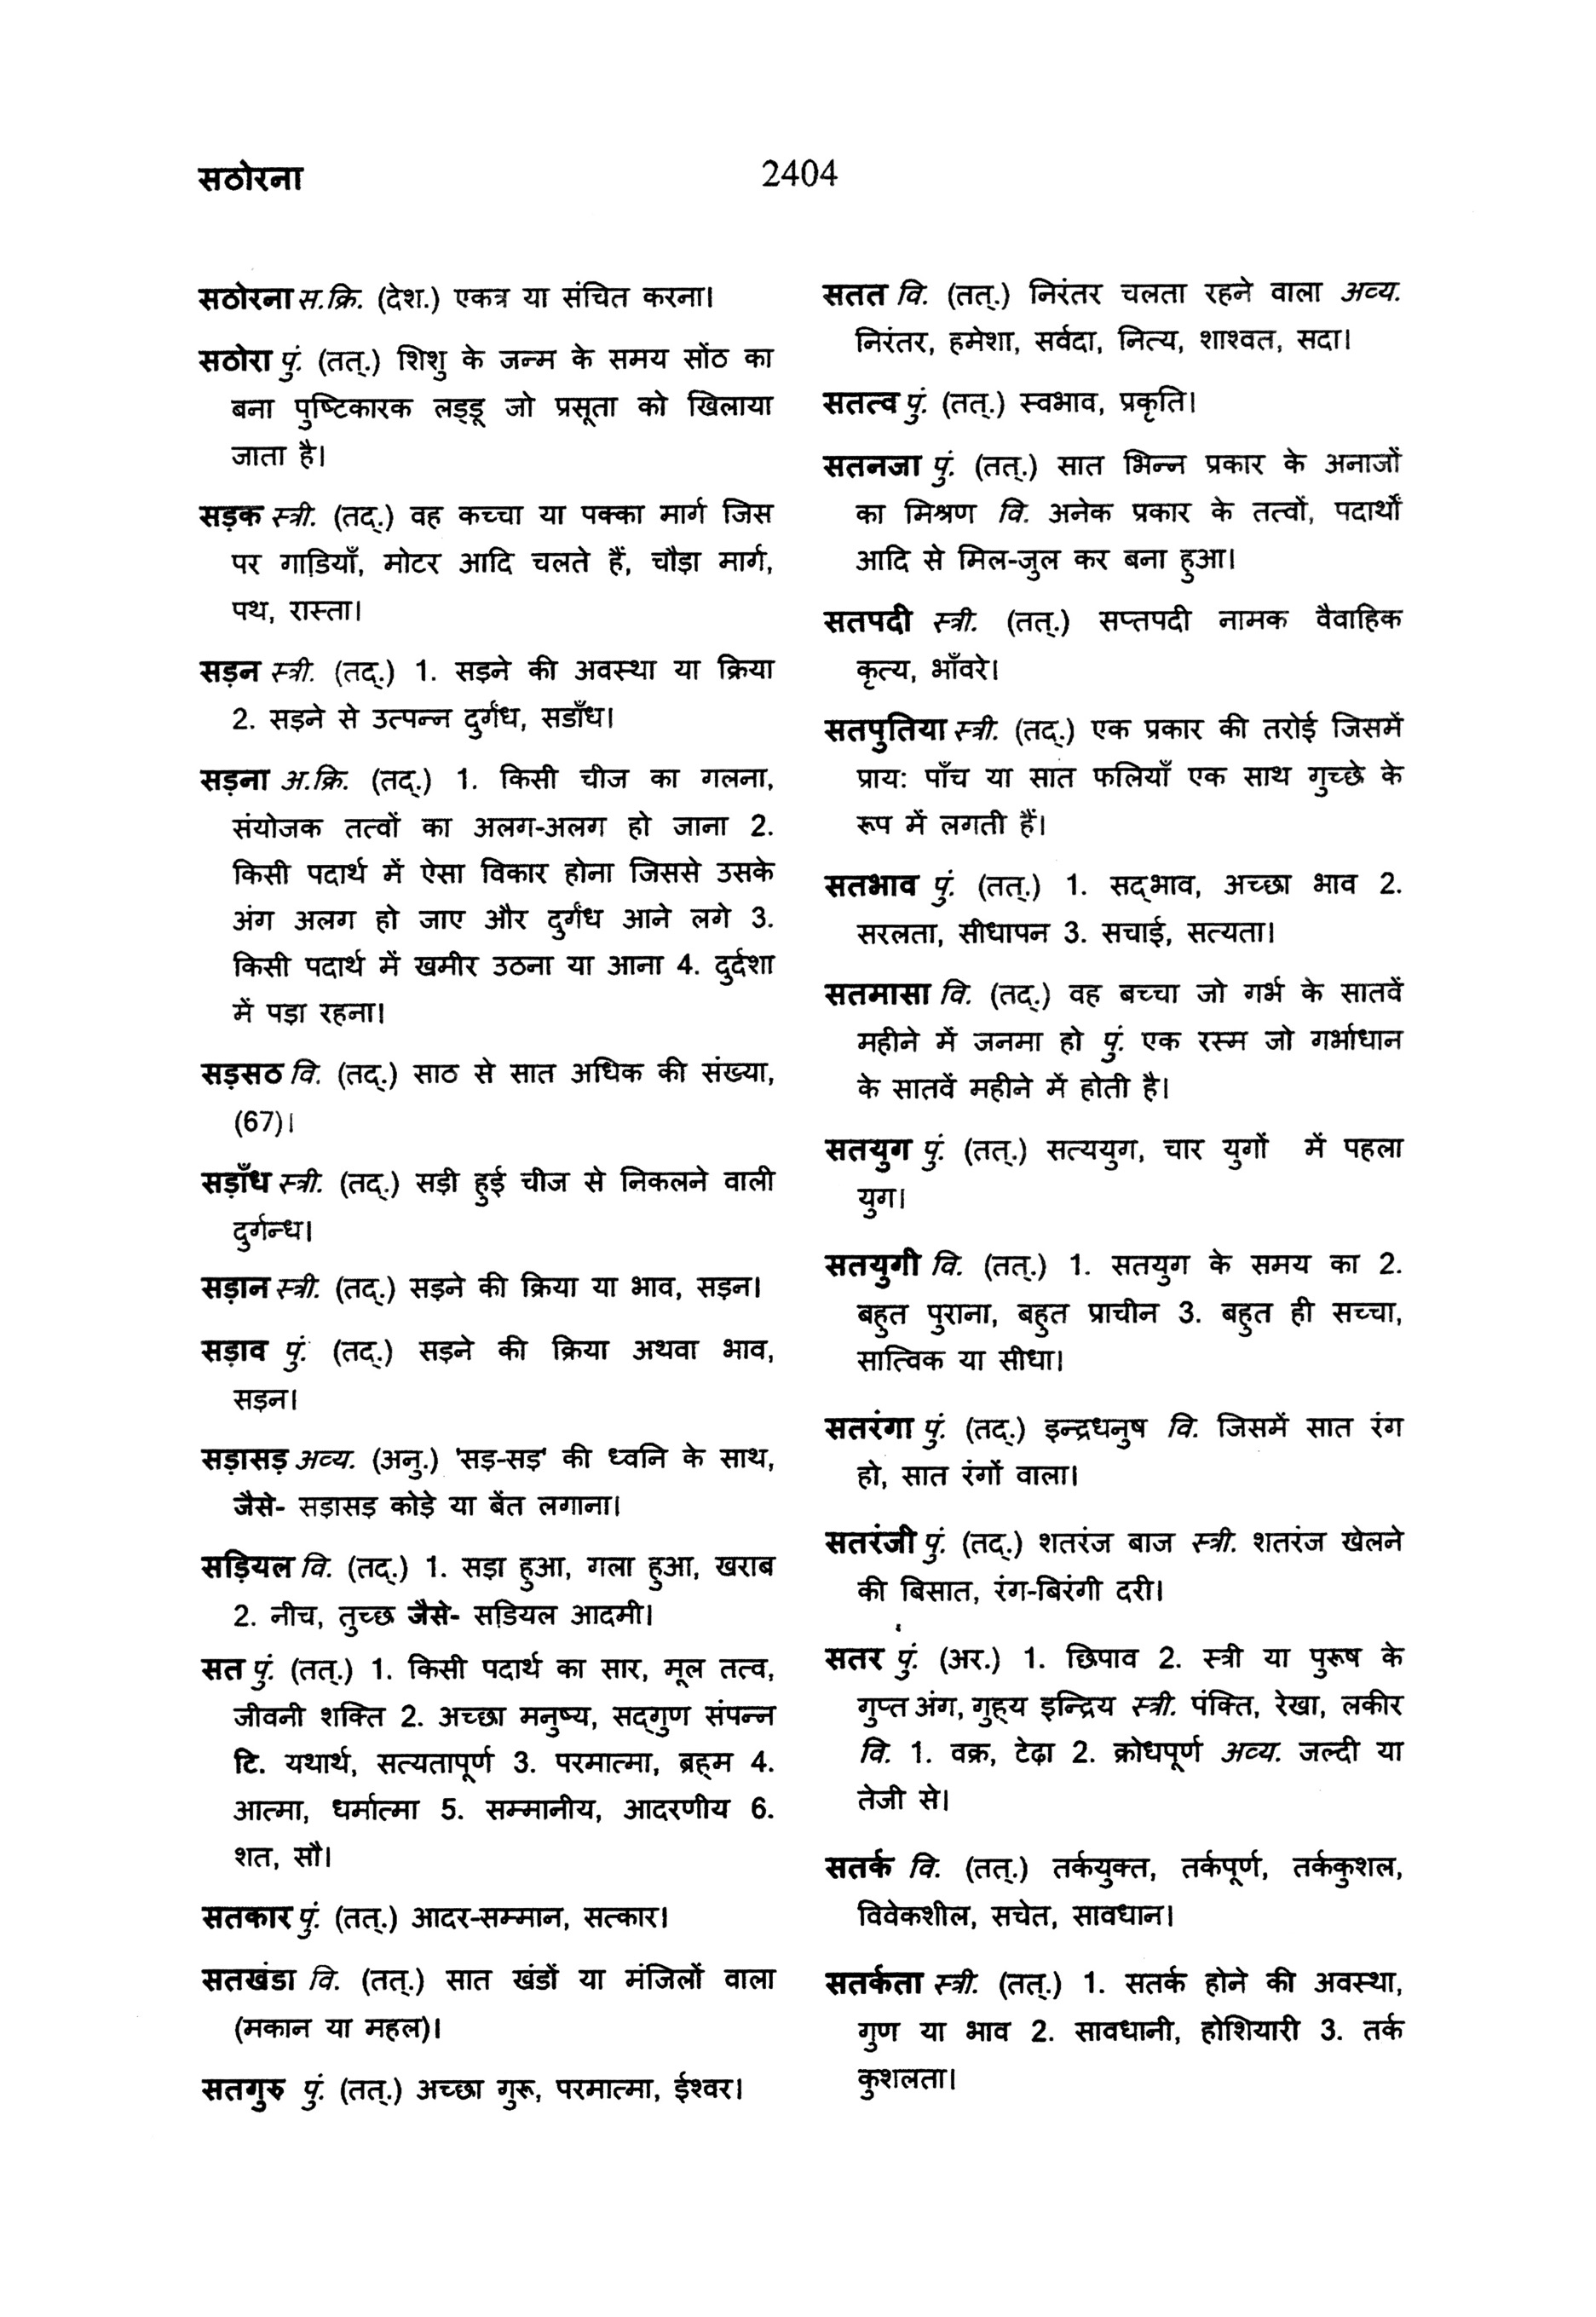 सठोरना
2404
सठोरना स.क्रि. (देश.) एकत्र या संचित करना।
सठोरा पुं. (तत्.) शिशु के जन्म के समय सोंठ का
बना पुष्टिकारक लड्डू जो प्रसूता को खिलाया
जाता है।
सड़क स्त्री. (तद्.) वह कच्चा या पक्का मार्ग जिस
पर गाडियाँ, मोटर आदि चलते हैं, चौड़ा मार्ग,
पथ, रास्ता।
सड़न स्त्री. (तद्.) 1. सड़ने की अवस्था या क्रिया
2. सड़ने से उत्पन्न दुर्गंध, सडाँध।
सड़ना अ.क्रि. (तद्.) 1. किसी चीज का गलना,
संयोजक तत्वों का अलग-अलग हो जाना 2.
किसी पदार्थ में ऐसा विकार होना जिससे उसके
अंग अलग हो जाए और दुर्गंध आने लगे 3.
किसी पदार्थ में खमीर उठना या आना 4. दुर्दशा
में पड़ा रहना।
सड़सठ वि. (तद्.) साठ से सात अधिक की संख्या,
(67)।
सड़ाँध स्त्री. (तद्.) सड़ी हुई चीज से निकलने वाली
दुर्गन्ध।
सड़ान स्त्री. (तद्.) सड़ने की क्रिया या भाव, सड़न।
सड़ाव पुं. (तद्.) सड़ने की क्रिया अथवा भाव,
सड़न।
सड़ासड़ अव्य. (अनु.) 'सड़-सड़' की ध्वनि के साथ,
जैसे- सड़ासड़ कोड़े या बेंत लगाना।
सड़ियल वि. (तद्.) 1. सड़ा हुआ, गला हुआ, खराब
2. नीच, तुच्छ जैसे- सडि़यल आदमी।
सत पुं. (तत्.) 1. किसी पदार्थ का सार, मूल तत्व,
जीवनी शक्ति 2. अच्छा मनुष्य, सद्गुण संपन्न
टि. यथार्थ, सत्यतापूर्ण 3. परमात्मा, ब्रह्म 4.
आत्मा, धर्मात्मा 5. सम्मानीय, आदरणीय 6.
शत, सौ।
सतकार पुं. (तत्.) आदर-सम्मान, सत्कार।
सतखंडा वि. (तत्.) सात खंडों या मंजिलों वाला
(मकान या महल)।
सतगुरु पुं. (तत्.) अच्छा गुरू, परमात्मा, ईश्वर।
सतत वि. (तत्.) निरंतर चलता रहने वाला अव्य.
निरंतर, हमेशा, सर्वदा, नित्य, शाश्वत, सदा।
सतत्व पुं. (तत्.) स्वभाव, प्रकृति।
सतनजा पुं. (तत्.) सात भिन्न प्रकार के अनाजों
का मिश्रण वि. अनेक प्रकार के तत्वों, पदार्थों
आदि से मिल-जुल कर बना हुआ।
सतपदी स्त्री. (तत्.) सप्तपदी नामक वैवाहिक
कृत्य, भाँवरे।
सतपुतिया स्त्री. (तद्.) एक प्रकार की तरोई जिसमें
प्राय: पाँच या सात फलियाँ एक साथ गुच्छे के
रूप में लगती हैं।
सतभाव पुं. (तत्.) 1. सद्भाव, अच्छा भाव 2.
सरलता, सीधापन 3. सचाई, सत्यता।
सतमासा वि. (तद्.) वह बच्चा जो गर्भ के सातवें
महीने में जनमा हो पुं. एक रस्म जो गर्भाधान
के सातवें महीने में होती है।
सतयुग पुं. (तत्.) सत्ययुग, चार युगों में पहला
युग।
सतयुगी वि. (तत्.) 1. सतयुग के समय का 2.
बहुत पुराना, बहुत प्राचीन 3. बहुत ही सच्चा,
सात्विक या सीधा।
सतरंगा पुं. (तद्.) इन्द्रधनुष वि. जिसमें सात रंग
हो, सात रंगों वाला।
सतरंजी पुं. (तद्.) शतरंज बाज स्त्री. शतरंज खेलने
की बिसात, रंग-बिरंगी दरी।
सतर पुं. (अर.) 1. छिपाव 2. स्त्री या पुरूष के
गुप्त अंग, गुह्य इन्द्रिय स्त्री. पंक्ति, रेखा, लकीर
वि. 1. वक्र, टेढ़ा 2. क्रोधपूर्ण अव्य. जल्दी या
तेजी से।
सतर्क वि. (तत्.) तर्कयुक्त, तर्कपूर्ण, तर्ककुशल,
विवेकशील, सचेत, सावधान।
सतर्कता स्त्री. (तत्.) 1. सतर्क होने की अवस्था,
गुण या भाव 2. सावधानी, होशियारी 3. तर्क
कुशलता।